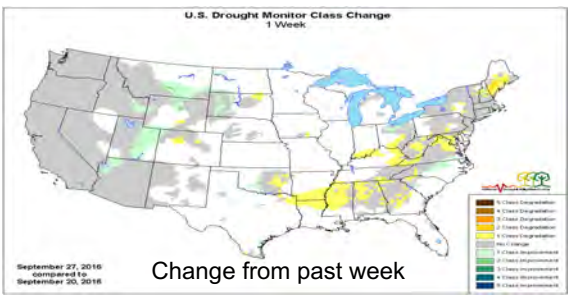 U.S. Drought Monitor Class Change
1 Week
5 Class Degradation
4 Class Degradation
3 Class Degradation
2 Class Degradation
1 Class Degradation
No Change
1 Class Improvement
2 Class Improvement
3 Class Improvement
4 Class Improvement
5 Class Improvement
September 27, 2016
compared to
September 20, 2016
Change from past week